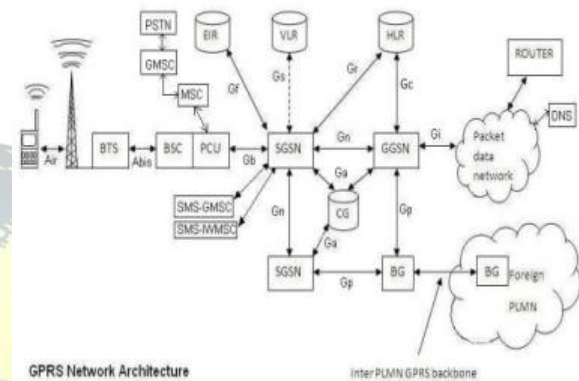 PSTN
EIR
VLR
HLR
ROUTER
GMSC
MSC
Gf
Gs
Gr
Gc
DNS
Air
BTS
Abis
BSC
PCU
Gb
SGSN
Gn
GGSN
Gi
Packet
data
network
Ga
SMS-GMSC
SMS-IWMSC
Gn
CG
Gp
Ga
SGSN
Gp
BG
BG
Foreign
PLMN
GPRS Network Architecture
Inter PLMN GPRS backbone